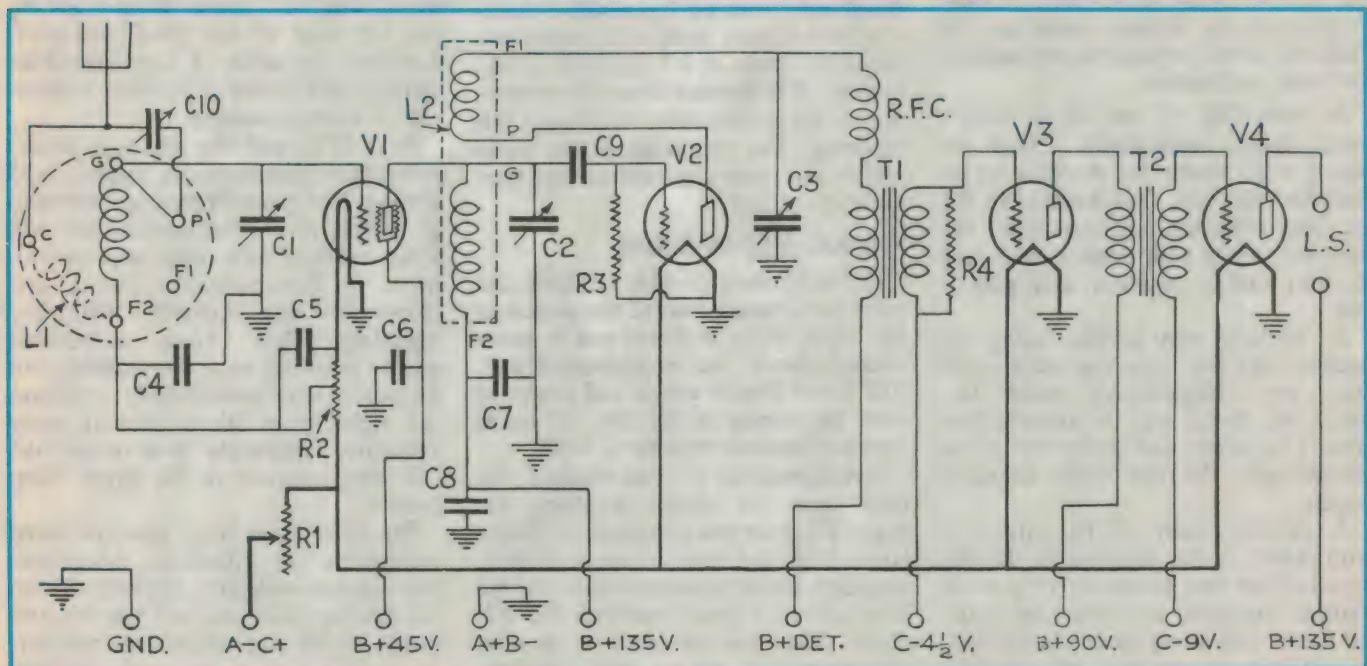 C10
L2
F1
R.F.C.
G
V1
P
C9
V2
V3
V4
G
T1
T2
P
C1
C2
C3
L.S.
C
F1
R3
R4
L1
F2
C5
C6
F2
C4
C7
R2
C8
R1
GND. A-C+ B+45V. A+B- B+135V. B+DET. C-4½V. B+90V. C-9V. B+135V.